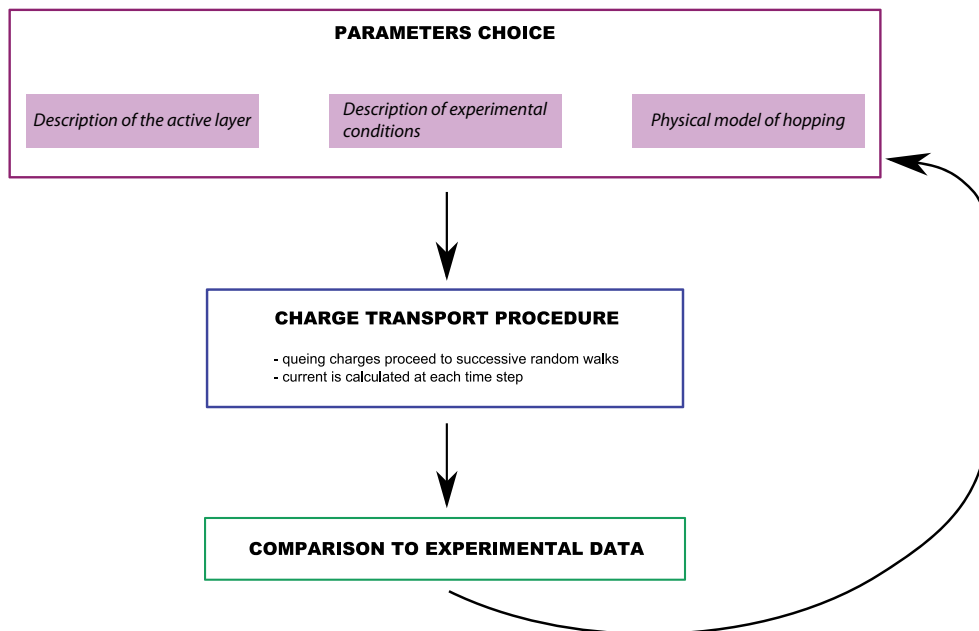 PARAMETERS CHOICE
Description of the active layer
Description of experimental
conditions
Physical model of hopping
CHARGE TRANSPORT PROCEDURE
- queing charges proceed to successive random walks
- current is calculated at each time step
COMPARISON TO EXPERIMENTAL DATA